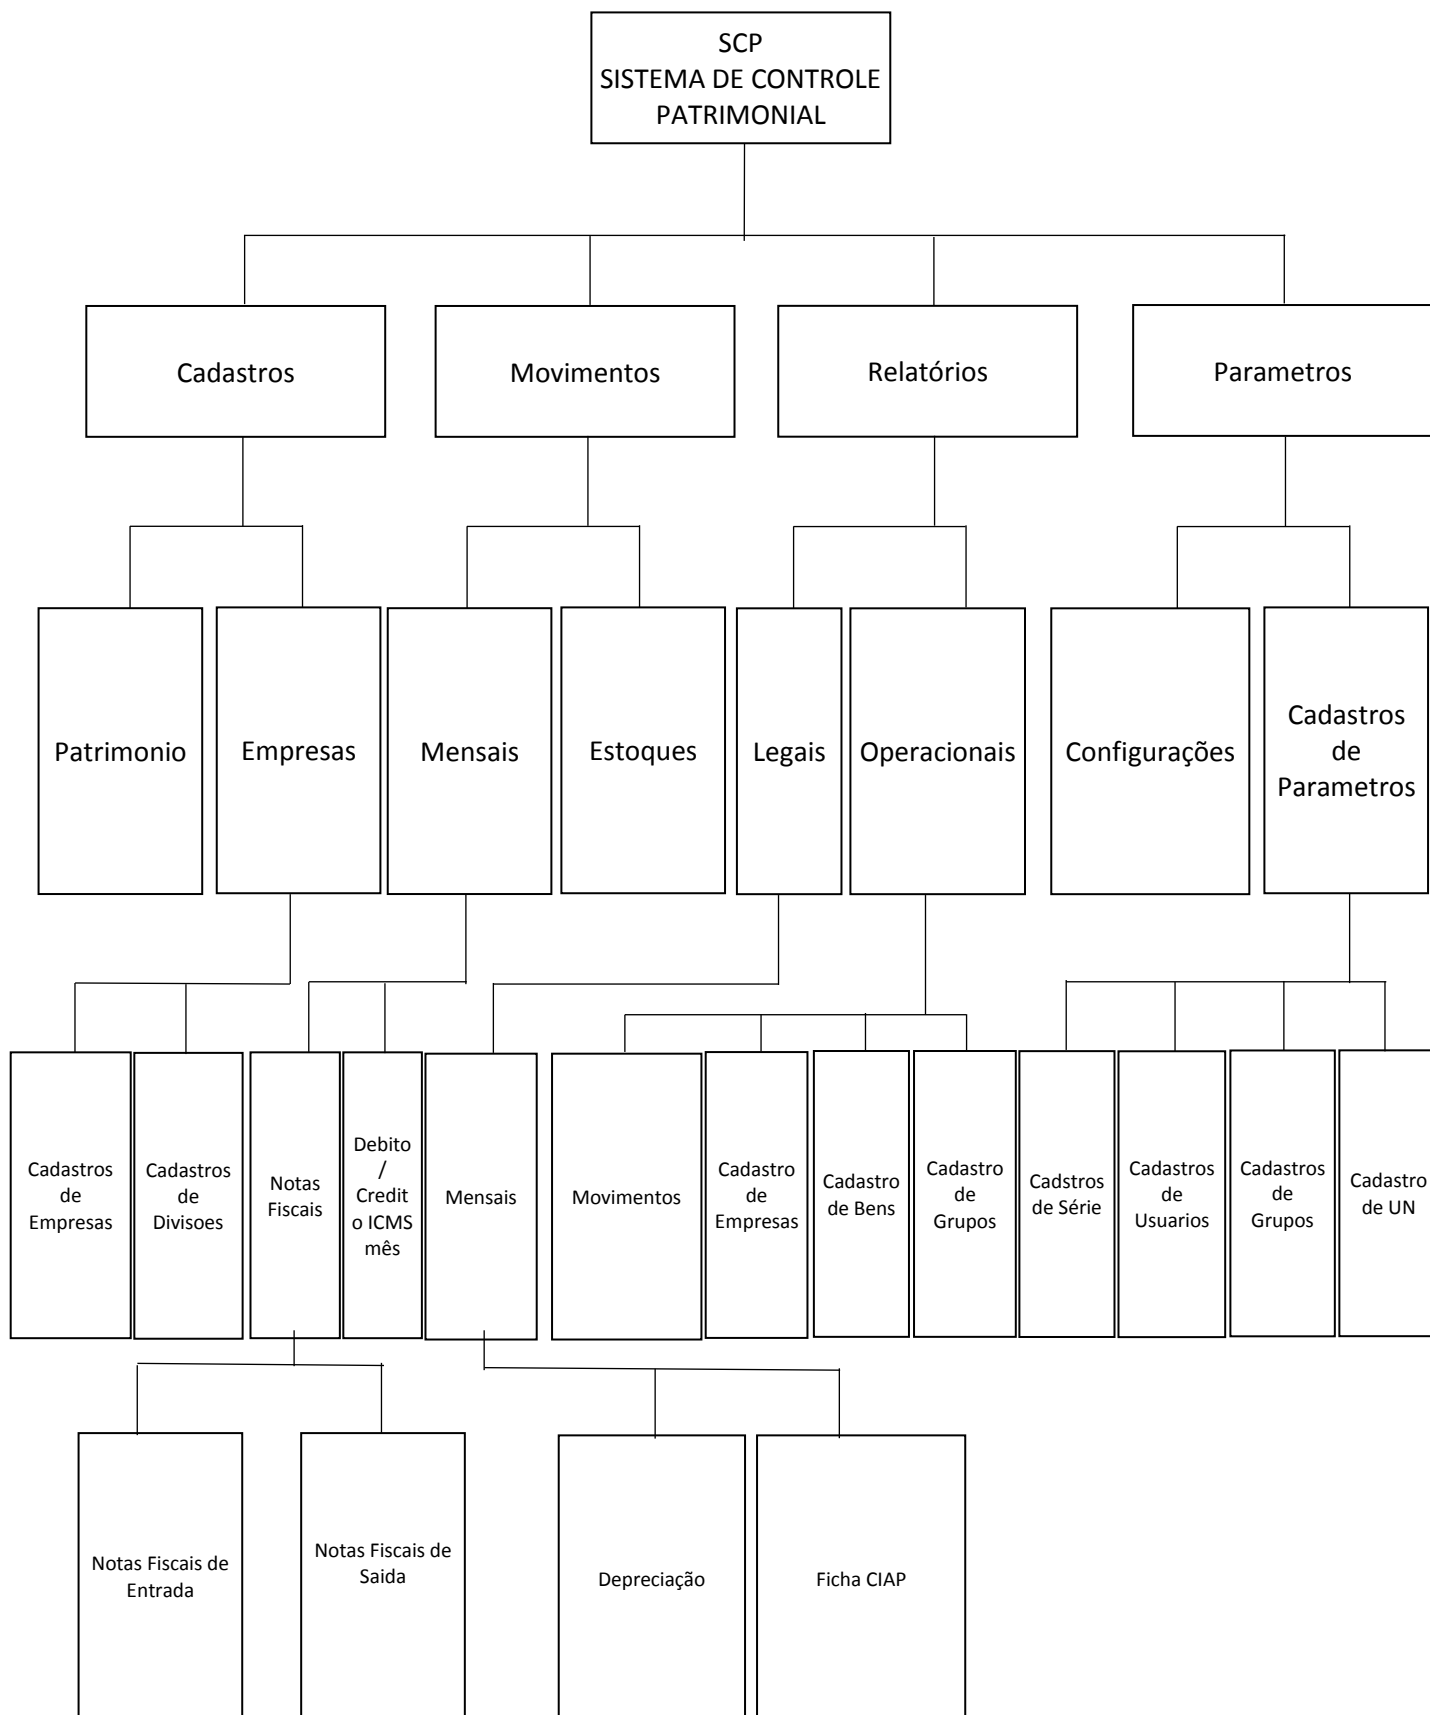 SCP
SISTEMA DE CONTROLE
PATRIMONIAL
Cadastros
Movimentos
Relatórios
Parametros
Patrimonio
Empresas
Mensais
Estoques
Legais
Operacionais
Configurações
Cadastros
de
Parametros
Cadastros
de
Empresas
Cadastros
de
Divisoes
Notas
Fiscais
Debito
/
Credit
o ICMS
mês
Mensais
Movimentos
Cadastro
de
Empresas
Cadastro
de Bens
Cadastro
de
Grupos
Cadstros
de Série
Cadastros
de
Usuarios
Cadastros
de
Grupos
Cadastro
de UN
Notas Fiscais de
Entrada
Notas Fiscais de
Saida
Depreciação
Ficha CIAP